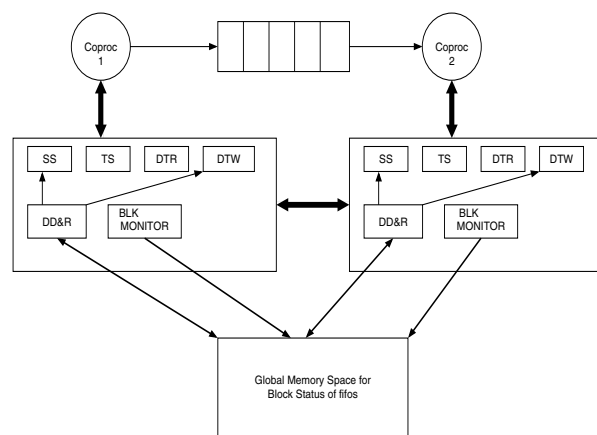 Coproc
1
Coproc
2
SS
TS
DTR
DTW
DD&R
BLK
MONITOR
SS
TS
DTR
DTW
DD&R
BLK
MONITOR
Global Memory Space for
Block Status of fifos